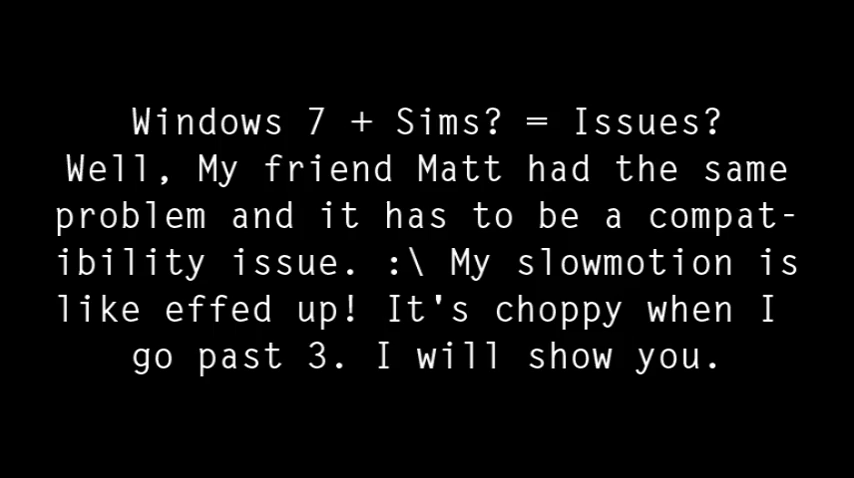 Windows 7 + Sims? = Issues?
Well, My friend Matt had the same
problem and it has to be a compat-
ibility issue. :\ My slowmotion is
like effed up! It's choppy when I
go past 3. I will show you.